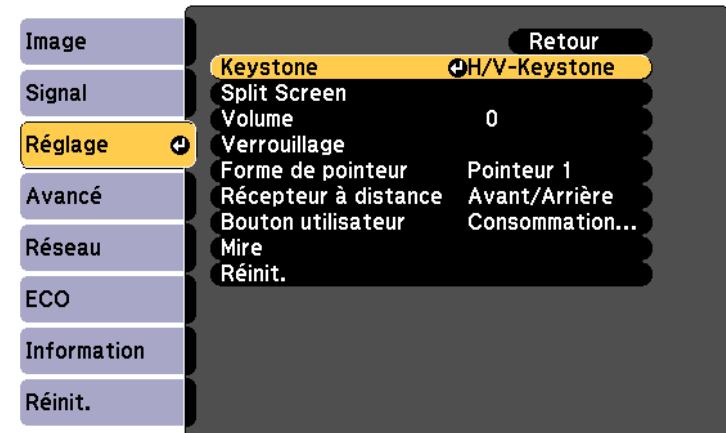 Image
Signal
Réglage
Avancé
Réseau
ECO
Information
Réinit.
Retour
Keystone H/V-Keystone
Split Screen
Volume 0
Verrouillage
Forme de pointeur Pointeur 1
Récepteur à distance Avant/Arrière
Bouton utilisateur Consommation...
Mire
Réinit.